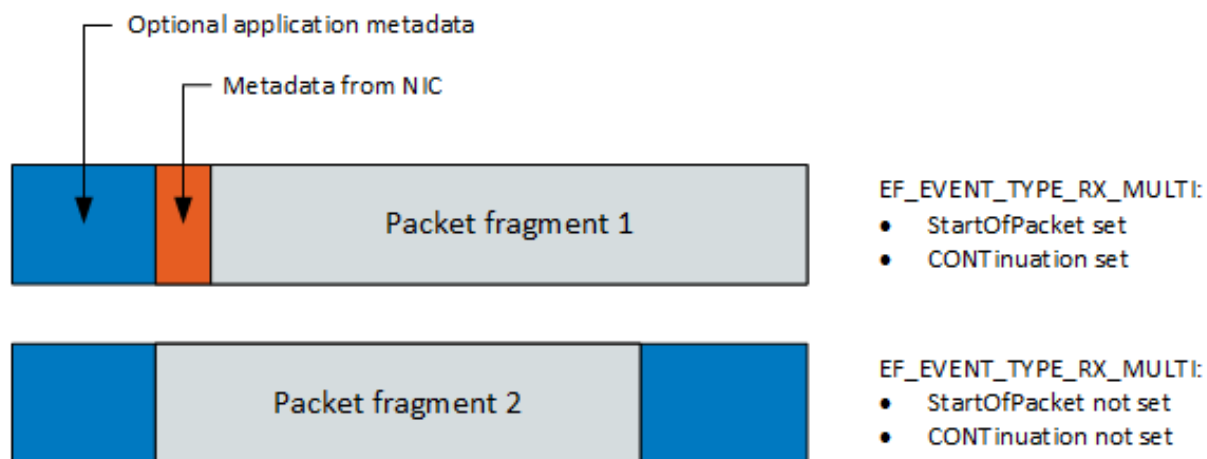 Optional application metadata
Metadata from NIC
Packet fragment 1
EF_EVENT_TYPE_RX_MULTI:
• StartOfPacket set
• CONTinuation set
Packet fragment 2
EF_EVENT_TYPE_RX_MULTI:
• StartOfPacket not set
• CONTinuation not set